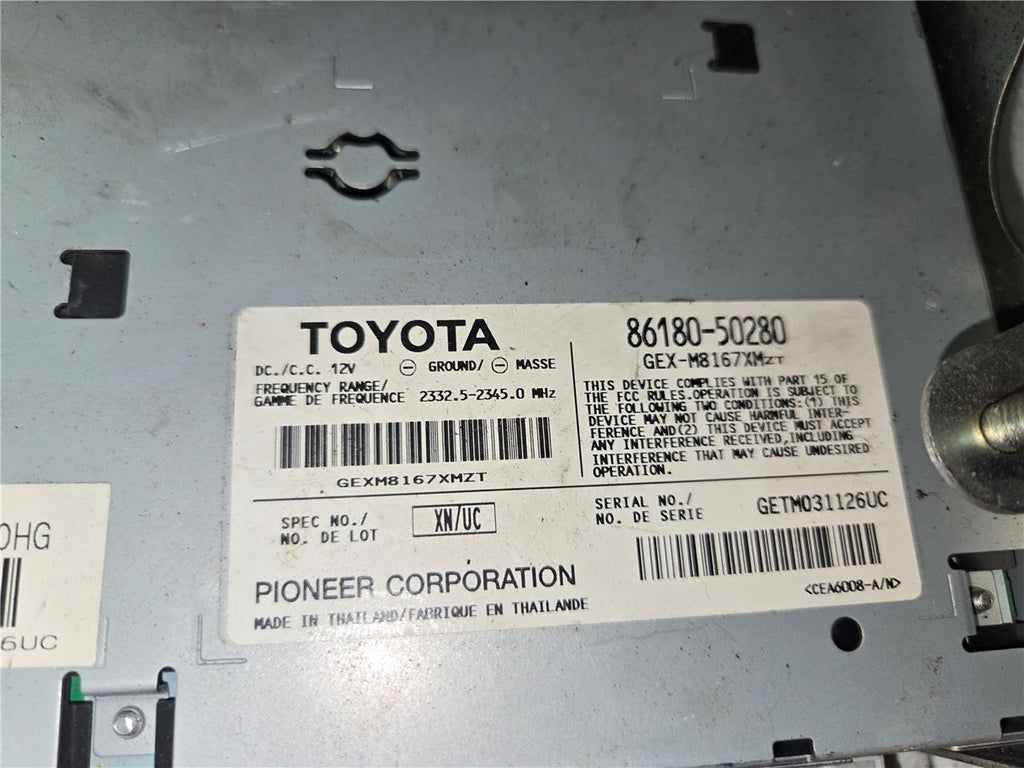 TOYOTA
DC./C.C. 12V ⊖ GROUND/ ⊖ MASSE
FREQUENCY RANGE/
GAMME DE FREQUENCE 2332.5-2345.0 MHz
GEXM8167XMZT
86180-50280
GEX-M8167XMZT
THIS DEVICE COMPLIES WITH PART 15 OF
THE FCC RULES.OPERATION IS SUBJECT TO
THE FOLLOWING TWO CONDITIONS:(1) THIS
DEVICE MAY NOT CAUSE HARMFUL INTER-
FERENCE AND(2) THIS DEVICE MUST ACCEPT
ANY INTERFERENCE RECEIVED,INCLUDING
INTERFERENCE THAT MAY CAUSE UNDESIRED
OPERATION.
SPEC NO./
NO. DE LOT
XN/UC
SERIAL NO./
NO. DE SERIE
GETM031126UC
PIONEER CORPORATION
MADE IN THAILAND/FABRIQUE EN THAILANDE
<CEA6008-A/N>
0HG
6UC